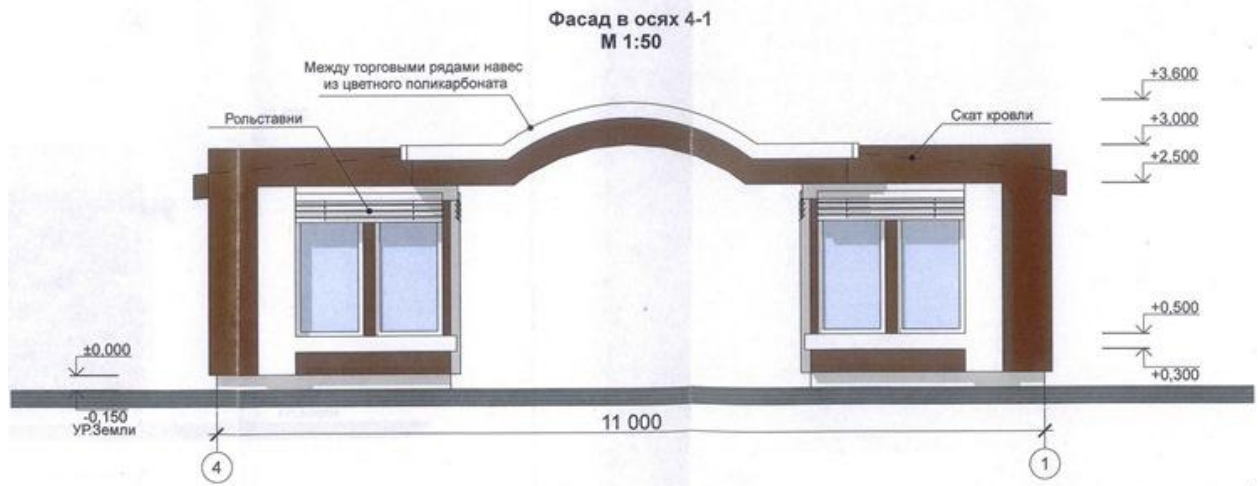 Фасад в осях 4-1
М 1:50
Между торговыми рядами навес
из цветного поликарбоната
Рольставни
Скат кровли
+3.600
+3,000
+2,500
+0,500
+0,300
±0,000
-0,150
УР.Земли
11 000
4
1